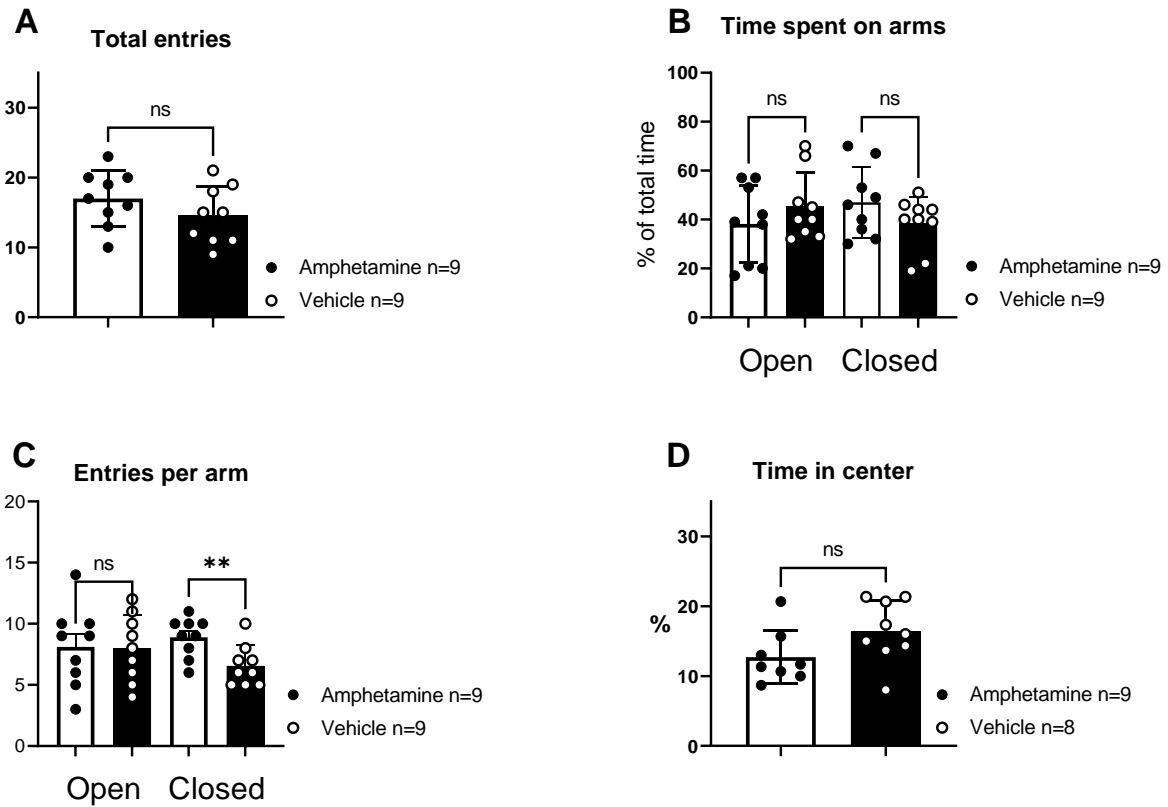 A
Total entries
30
20
10
0
ns
Amphetamine n=9
Vehicle n=9
B
Time spent on arms
% of total time
100
80
60
40
20
0
ns
ns
Open
Closed
Amphetamine n=9
Vehicle n=9
C
Entries per arm
20
15
10
5
0
ns
**
Open
Closed
Amphetamine n=9
Vehicle n=9
D
Time in center
%
30
20
10
0
ns
Amphetamine n=9
Vehicle n=8